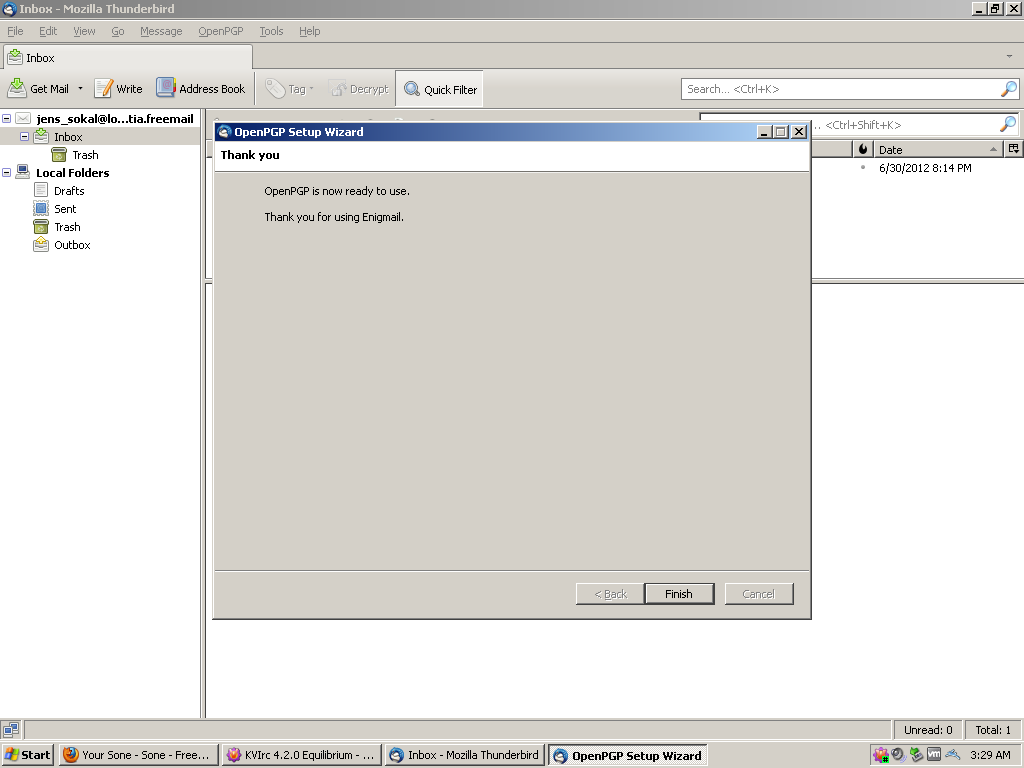 Inbox - Mozilla Thunderbird
File Edit View Go Message OpenPGP Tools Help
Inbox
Get Mail Write Address Book Tag Decrypt Quick Filter Search... <Ctrl+K>
jens_sokal@lo...tia.freemail
Inbox
Trash
Local Folders
Drafts
Sent
Trash
Outbox
.. <Ctrl+Shift+K>
Date
6/30/2012 8:14 PM
OpenPGP Setup Wizard
Thank you
OpenPGP is now ready to use.
Thank you for using Enigmail.
< Back Finish Cancel
Unread: 0 Total: 1
Start Your Sone - Sone - Free... KVIrc 4.2.0 Equilibrium - ... Inbox - Mozilla Thunderbird OpenPGP Setup Wizard 3:29 AM